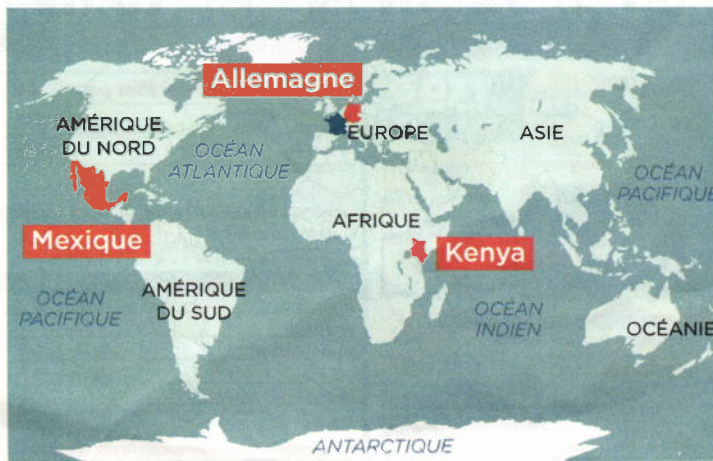 Allemagne
AMÉRIQUE
DU NORD
OCÉAN
ATLANTIQUE
EUROPE
ASIE
OCÉAN
PACIFIQUE
AFRIQUE
Mexique
Kenya
OCÉAN
PACIFIQUE
AMÉRIQUE
DU SUD
OCÉAN
INDIEN
OCÉANIE
ANTARCTIQUE